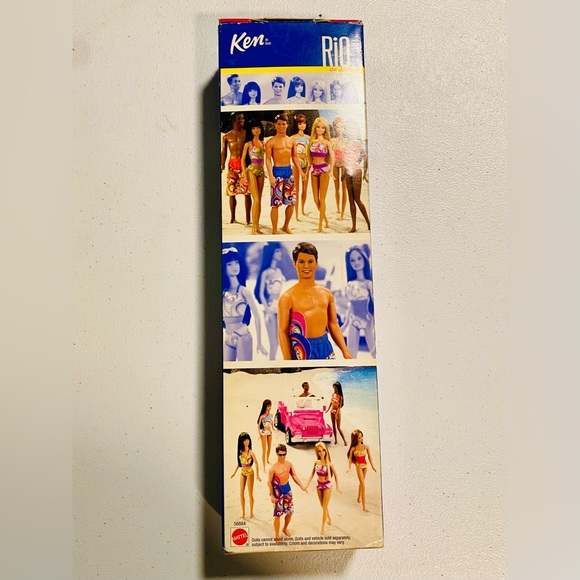 Ken
RiO
56884
MATTEL
Dolls cannot stand alone. Dolls and vehicle sold separately,
subject to availability. Colors and decorations may vary.